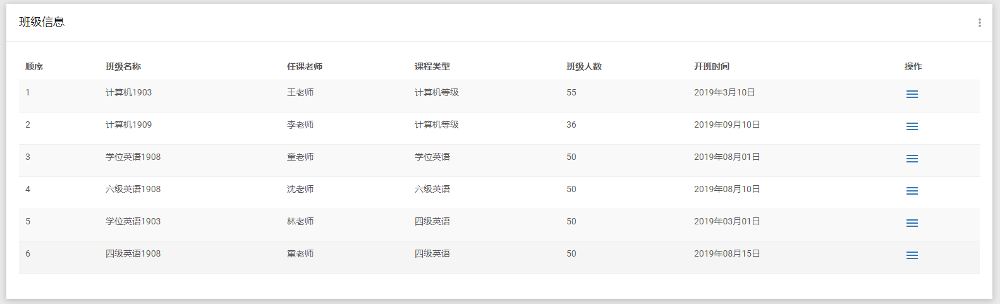 班级信息
顺序 班级名称 任课老师 课程类型 班级人数 开班时间 操作
1 计算机1903 王老师 计算机等级 55 2019年3月10日
2 计算机1909 李老师 计算机等级 36 2019年09月10日
3 学位英语1908 童老师 学位英语 50 2019年08月01日
4 六级英语1908 沈老师 六级英语 50 2019年08月10日
5 学位英语1903 林老师 四级英语 50 2019年03月01日
6 四级英语1908 童老师 四级英语 50 2019年08月15日